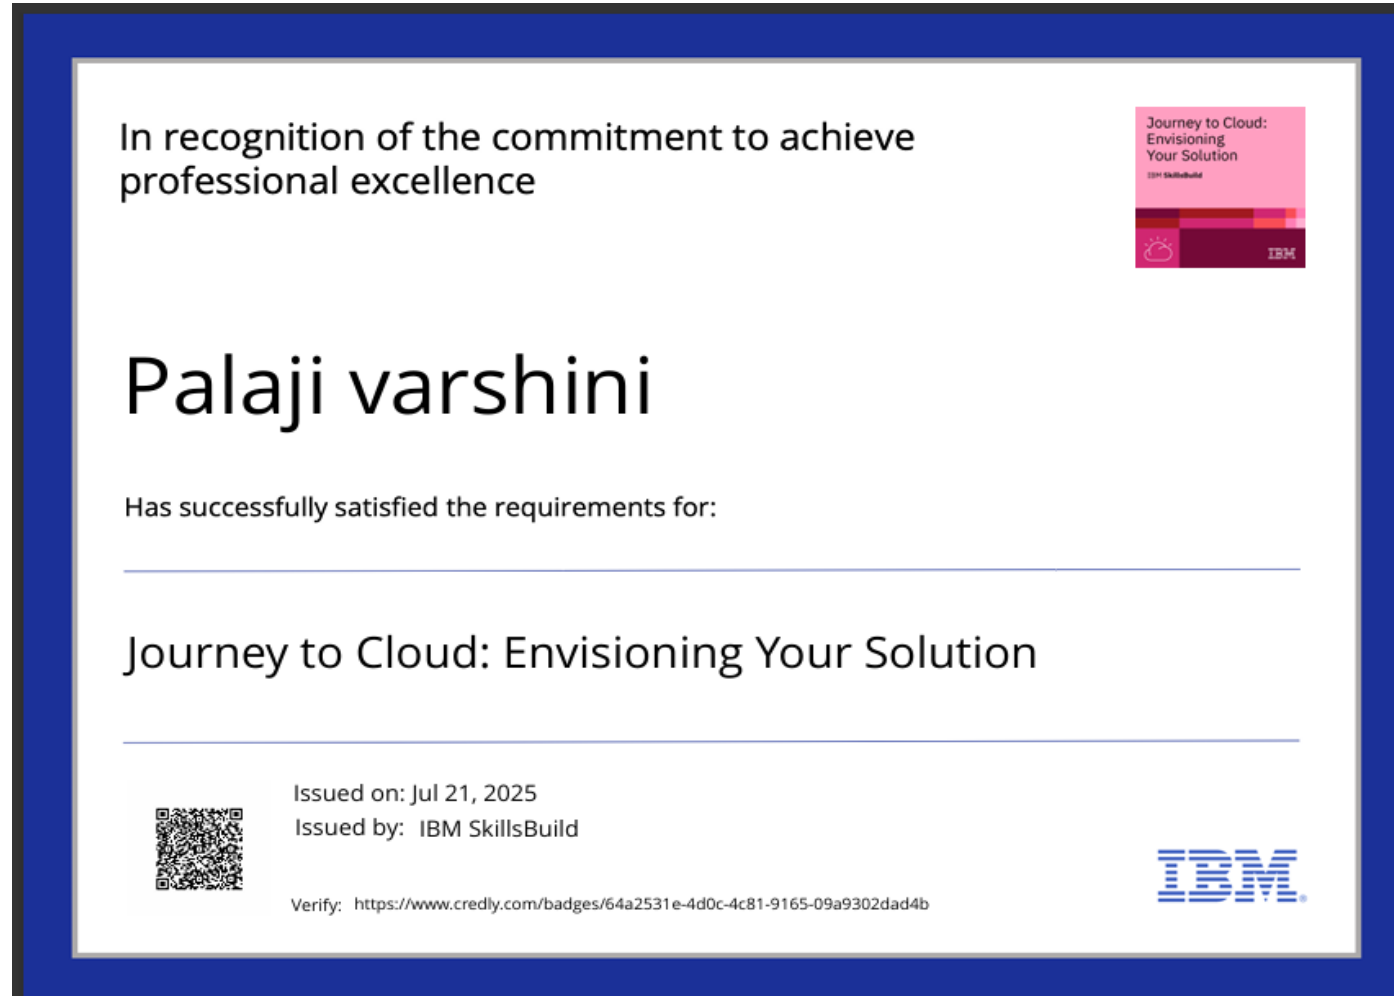 In recognition of the commitment to achieve
professional excellence
Journey to Cloud:
Envisioning
Your Solution
IBM SkillsBuild
IBM
Palaji varshini
Has successfully satisfied the requirements for:
Journey to Cloud: Envisioning Your Solution
Issued on: Jul 21, 2025
Issued by: IBM SkillsBuild
Verify: https://www.credly.com/badges/64a2531e-4d0c-4c81-9165-09a9302dad4b
IBM®